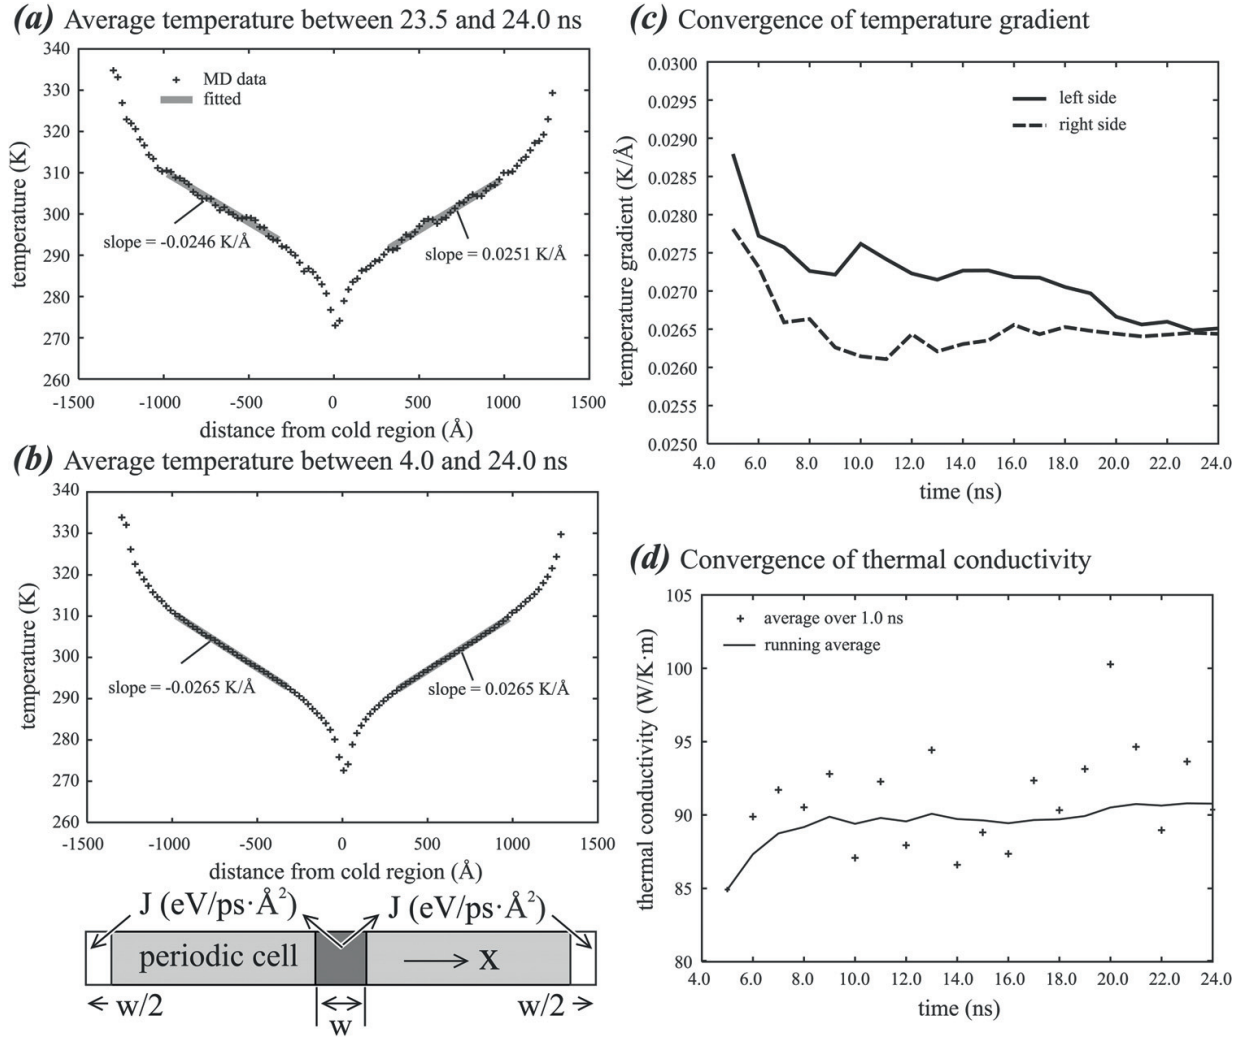 (a) Average temperature between 23.5 and 24.0 ns
340
330
320
310
300
290
280
270
260
temperature (K)
MD data
fitted
slope = -0.0246 K/Å
slope = 0.0251 K/Å
-1500 -1000 -500 0 500 1000 1500
distance from cold region (Å)
(b) Average temperature between 4.0 and 24.0 ns
340
330
320
310
300
290
280
270
260
temperature (K)
slope = -0.0265 K/Å
slope = 0.0265 K/Å
-1500 -1000 -500 0 500 1000 1500
distance from cold region (Å)
J (eV/ps·Å²) J (eV/ps·Å²)
periodic cell x
w/2 w w/2
(c) Convergence of temperature gradient
0.0300
0.0295
0.0290
0.0285
0.0280
0.0275
0.0270
0.0265
0.0260
0.0255
0.0250
temperature gradient (K/Å)
left side
right side
4.0 6.0 8.0 10.0 12.0 14.0 16.0 18.0 20.0 22.0 24.0
time (ns)
(d) Convergence of thermal conductivity
105
100
95
90
85
80
thermal conductivity (W/K·m)
average over 1.0 ns
running average
4.0 6.0 8.0 10.0 12.0 14.0 16.0 18.0 20.0 22.0 24.0
time (ns)